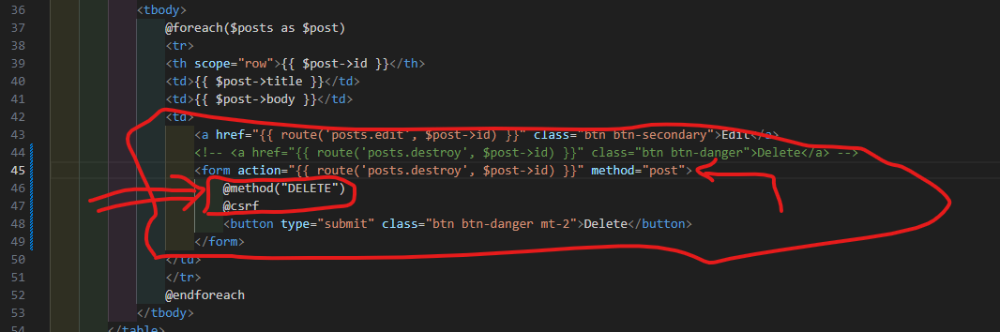 36 <tbody>
37 @foreach($posts as $post)
38 <tr>
39 <th scope="row">{{ $post->id }}</th>
40 <td>{{ $post->title }}</td>
41 <td>{{ $post->body }}</td>
42 <td>
43 <a href="{{ route('posts.edit', $post->id) }}" class="btn btn-secondary">Edit</a>
44 <!-- <a href="{{ route('posts.destroy', $post->id) }}" class="btn btn-danger">Delete</a> -->
45 <form action="{{ route('posts.destroy', $post->id) }}" method="post">
46 @method("DELETE")
47 @csrf
48 <button type="submit" class="btn btn-danger mt-2">Delete</button>
49 </form>
50 </td>
51 </tr>
52 @endforeach
53 </tbody>
54 </table>